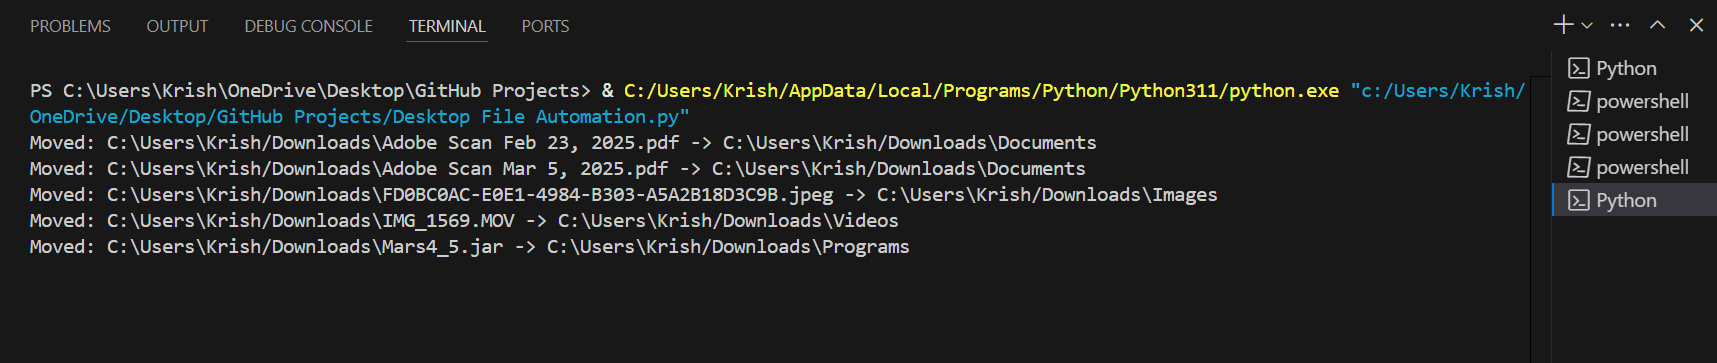 PROBLEMS OUTPUT DEBUG CONSOLE TERMINAL PORTS
PS C:\Users\Krish\OneDrive\Desktop\GitHub Projects> & C:/Users/Krish/AppData/Local/Programs/Python/Python311/python.exe "c:/Users/Krish/
OneDrive/Desktop/GitHub Projects/Desktop File Automation.py"
Moved: C:\Users\Krish/Downloads\Adobe Scan Feb 23, 2025.pdf -> C:\Users\Krish/Downloads\Documents
Moved: C:\Users\Krish/Downloads\Adobe Scan Mar 5, 2025.pdf -> C:\Users\Krish/Downloads\Documents
Moved: C:\Users\Krish/Downloads\FD0BC0AC-E0E1-4984-B303-A5A2B18D3C9B.jpeg -> C:\Users\Krish/Downloads\Images
Moved: C:\Users\Krish/Downloads\IMG_1569.MOV -> C:\Users\Krish/Downloads\Videos
Moved: C:\Users\Krish/Downloads\Mars4_5.jar -> C:\Users\Krish/Downloads\Programs
Python
powershell
powershell
powershell
Python